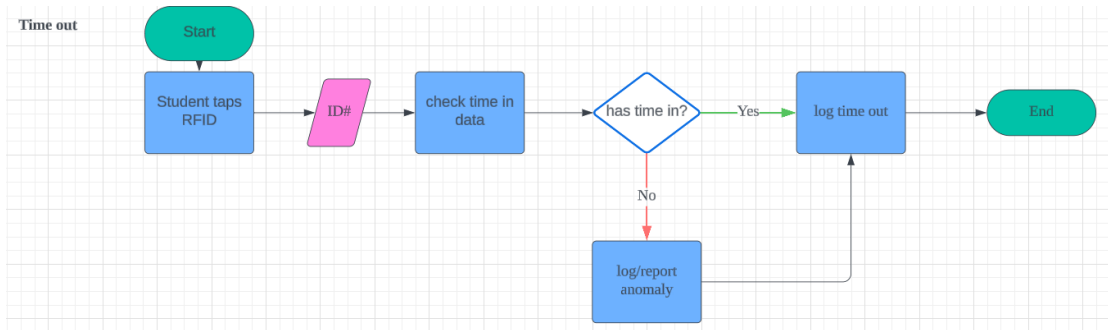 Time out
Start
Student taps
RFID
ID#
check time in
data
has time in?
Yes
log time out
End
No
log/report
anomaly